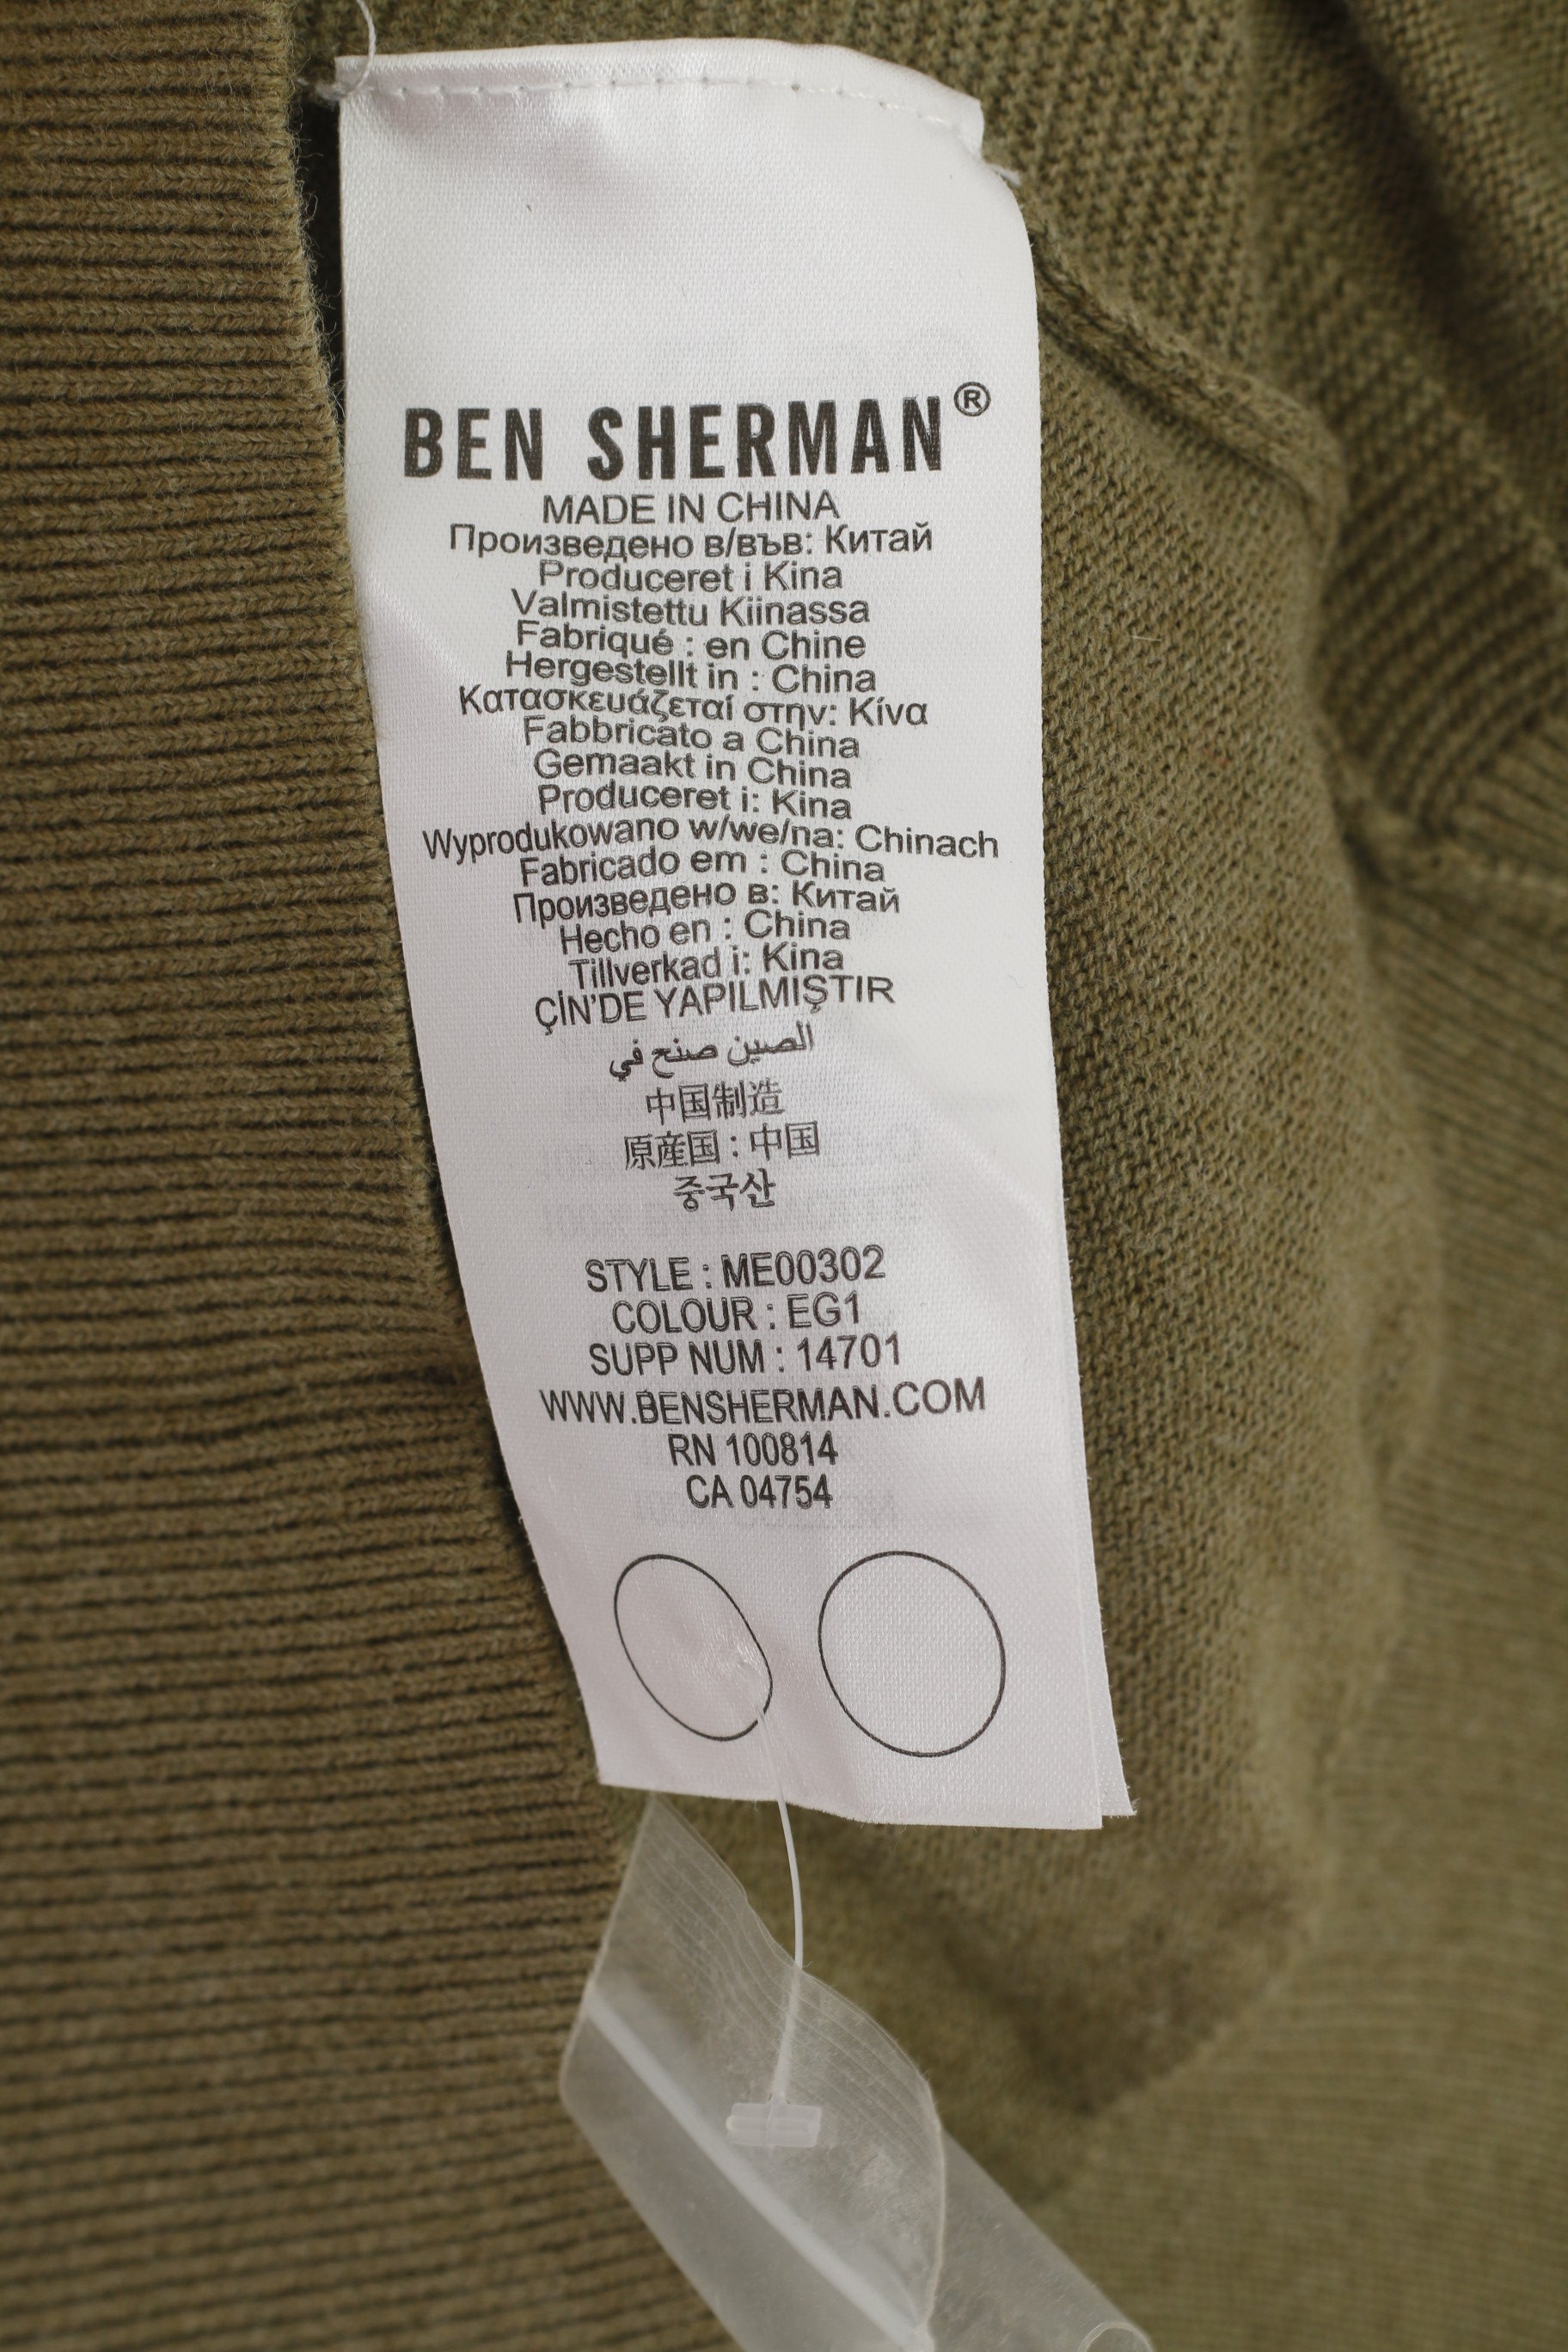 BEN SHERMAN®
MADE IN CHINA
Произведено в/във: Китай
Produceret i Kina
Valmistettu Kiinassa
Fabriqué : en Chine
Hergestellt in : China
Κατασκευάζεταί στην: Κίνα
Fabbricato a China
Gemaakt in China
Produceret i: Kina
Wyprodukowano w/we/na: Chinach
Fabricado em : China
Произведено в: Китай
Hecho en : China
Tillverkad i: Kina
ÇİN'DE YAPILMIŞTIR
الصين صنح في
中国制造
原産国 : 中国
중국산
STYLE : ME00302
COLOUR : EG1
SUPP NUM : 14701
WWW.BENSHERMAN.COM
RN 100814
CA 04754